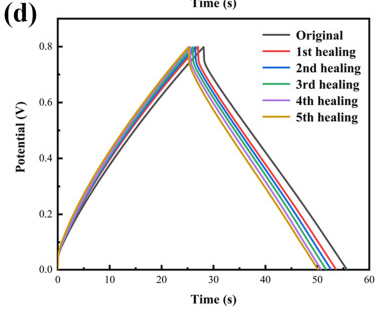 Time (s)
(d)
Original
1st healing
2nd healing
3rd healing
4th healing
5th healing
Potential (V)
0.8
0.6
0.4
0.2
0.0
0 10 20 30 40 50 60
Time (s)